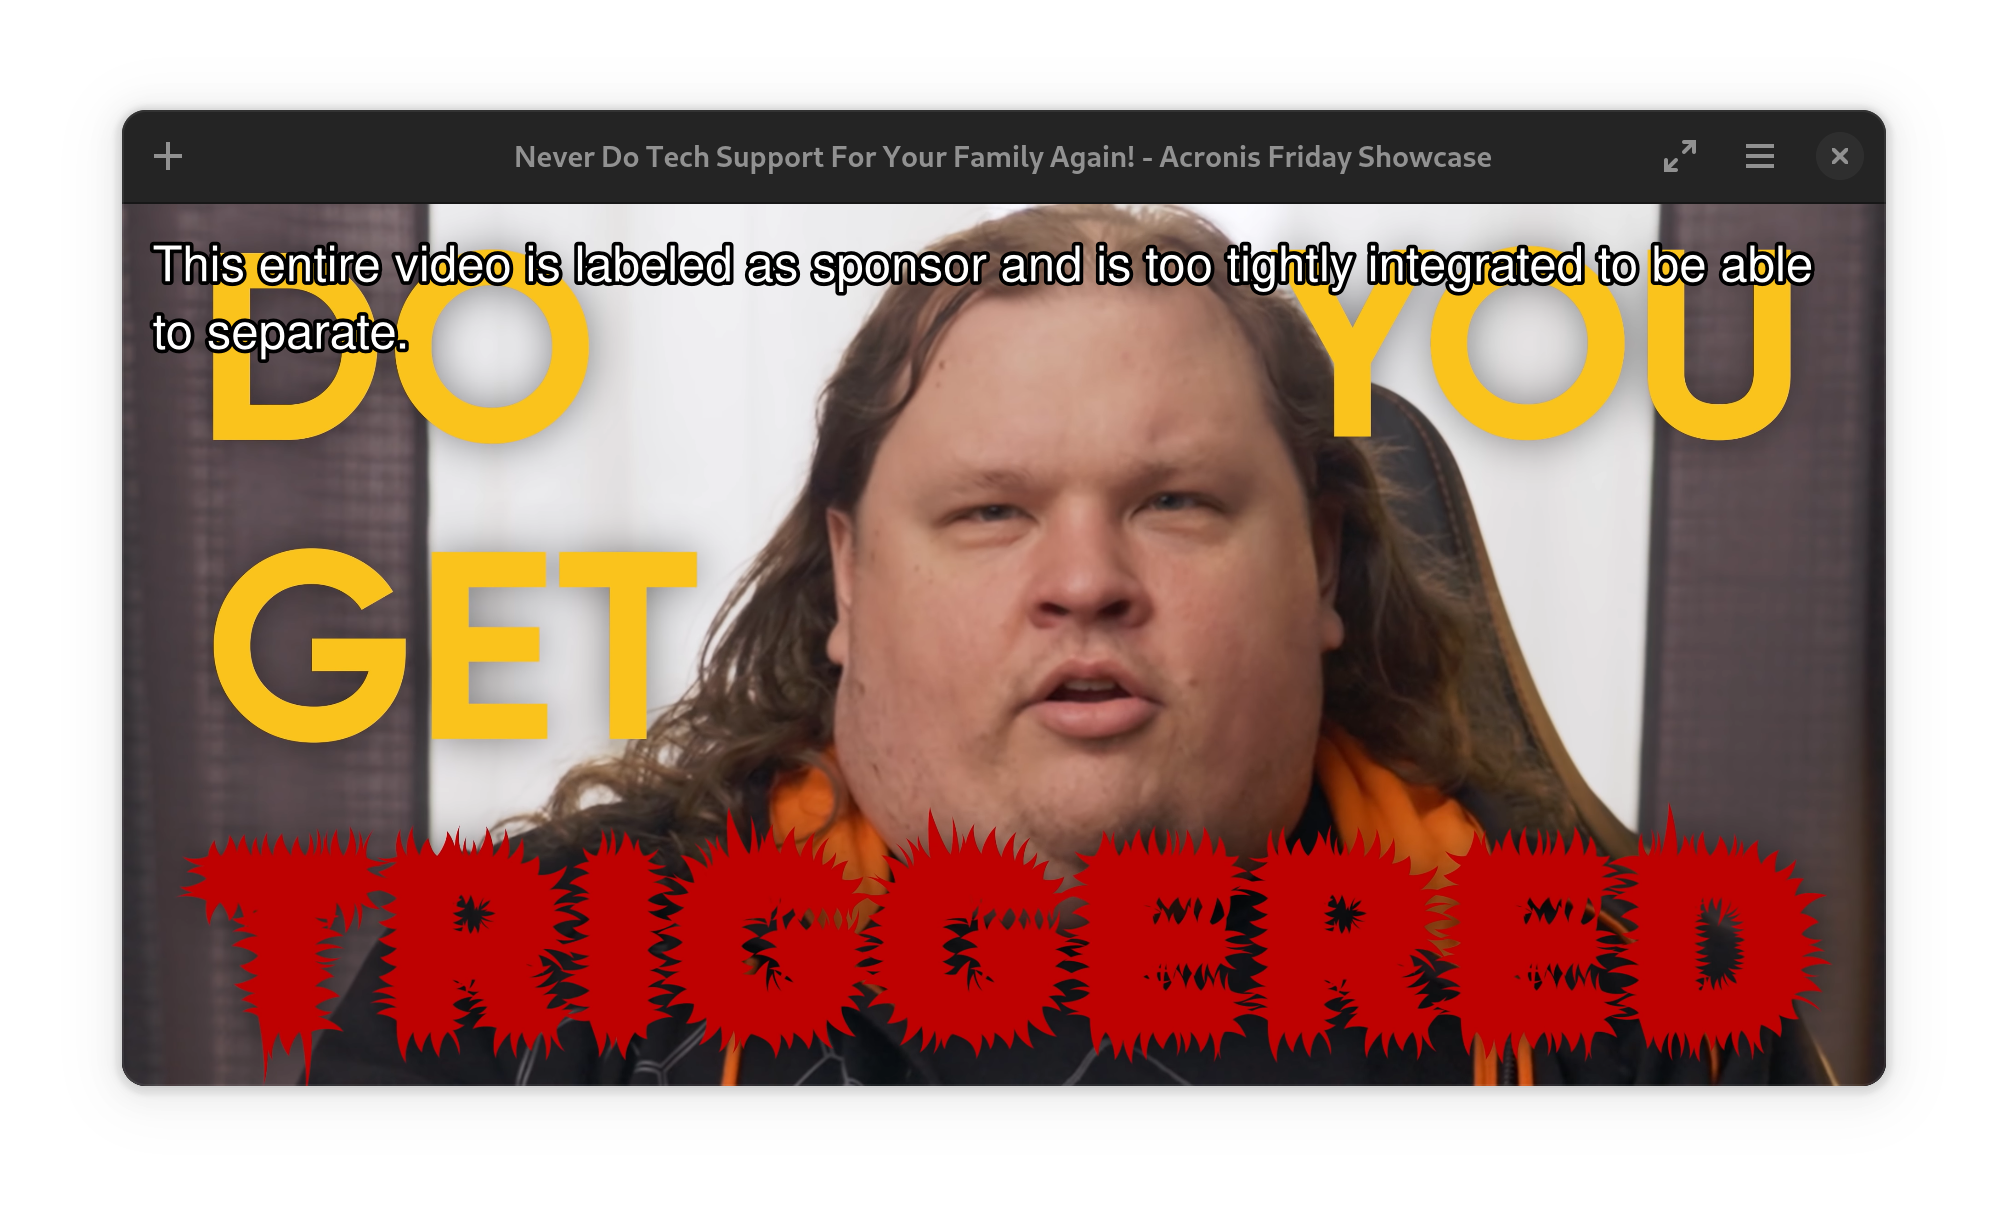 Never Do Tech Support For Your Family Again! - Acronis Friday Showcase
This entire video is labeled as sponsor and is too tightly integrated to be able
to separate.
DO YOU
GET
TRIGGERED